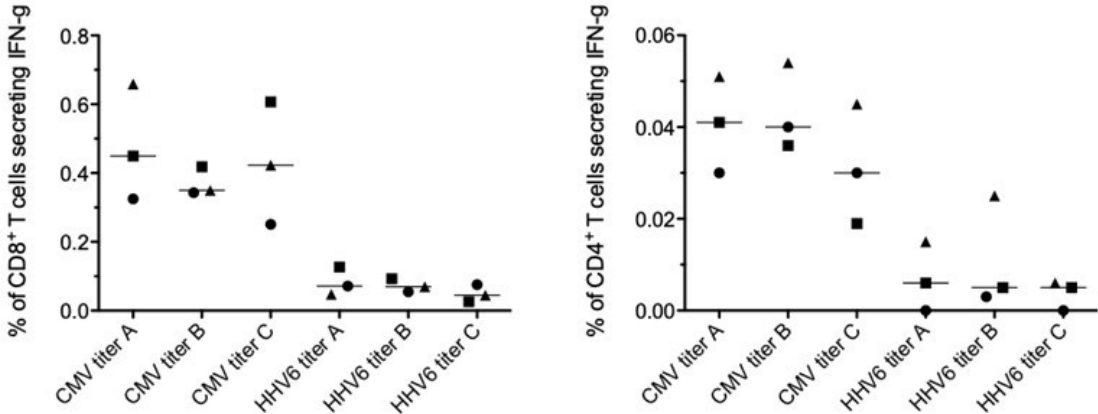 % of CD8⁺ T cells secreting IFN-g
0.8
0.6
0.4
0.2
0.0
CMV titer A
CMV titer B
CMV titer C
HHV6 titer A
HHV6 titer B
HHV6 titer C
% of CD4⁺ T cells secreting IFN-g
0.06
0.04
0.02
0.00
CMV titer A
CMV titer B
CMV titer C
HHV6 titer A
HHV6 titer B
HHV6 titer C